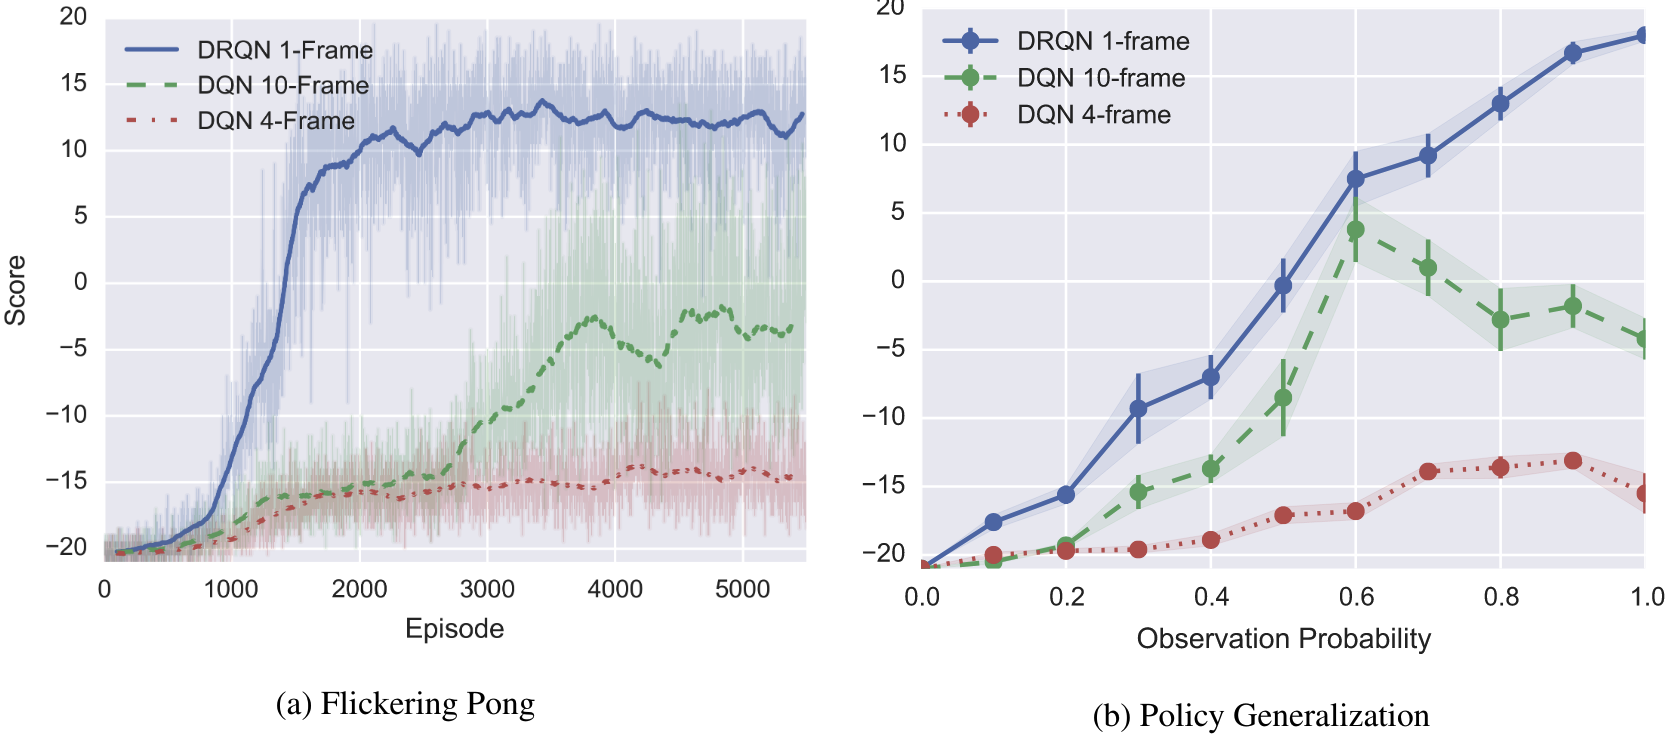 20
15
10
5
0
−5
−10
−15
−20
Score
DRQN 1-Frame
DQN 10-Frame
DQN 4-Frame
0 1000 2000 3000 4000 5000
Episode
(a) Flickering Pong
20
15
10
5
0
−5
−10
−15
−20
DRQN 1-frame
DQN 10-frame
DQN 4-frame
0.0 0.2 0.4 0.6 0.8 1.0
Observation Probability
(b) Policy Generalization